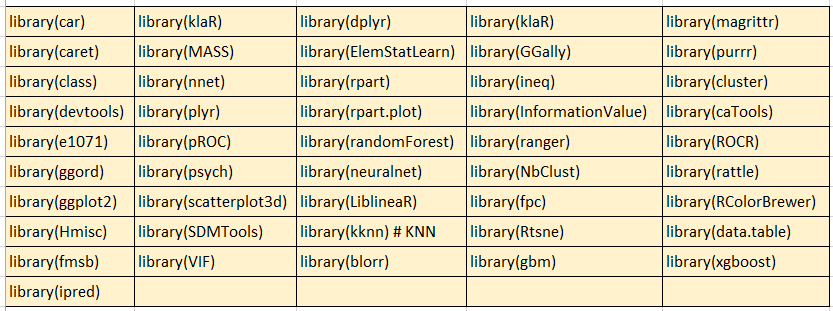 library(car) library(klaR) library(dplyr) library(klaR) library(magrittr)
library(caret) library(MASS) library(ElemStatLearn) library(GGally) library(purrr)
library(class) library(nnet) library(rpart) library(ineq) library(cluster)
library(devtools) library(plyr) library(rpart.plot) library(InformationValue) library(caTools)
library(e1071) library(pROC) library(randomForest) library(ranger) library(ROCR)
library(ggord) library(psych) library(neuralnet) library(NbClust) library(rattle)
library(ggplot2) library(scatterplot3d) library(LiblineaR) library(fpc) library(RColorBrewer)
library(Hmisc) library(SDMTools) library(kknn) # KNN library(Rtsne) library(data.table)
library(fmsb) library(VIF) library(blorr) library(gbm) library(xgboost)
library(ipred)